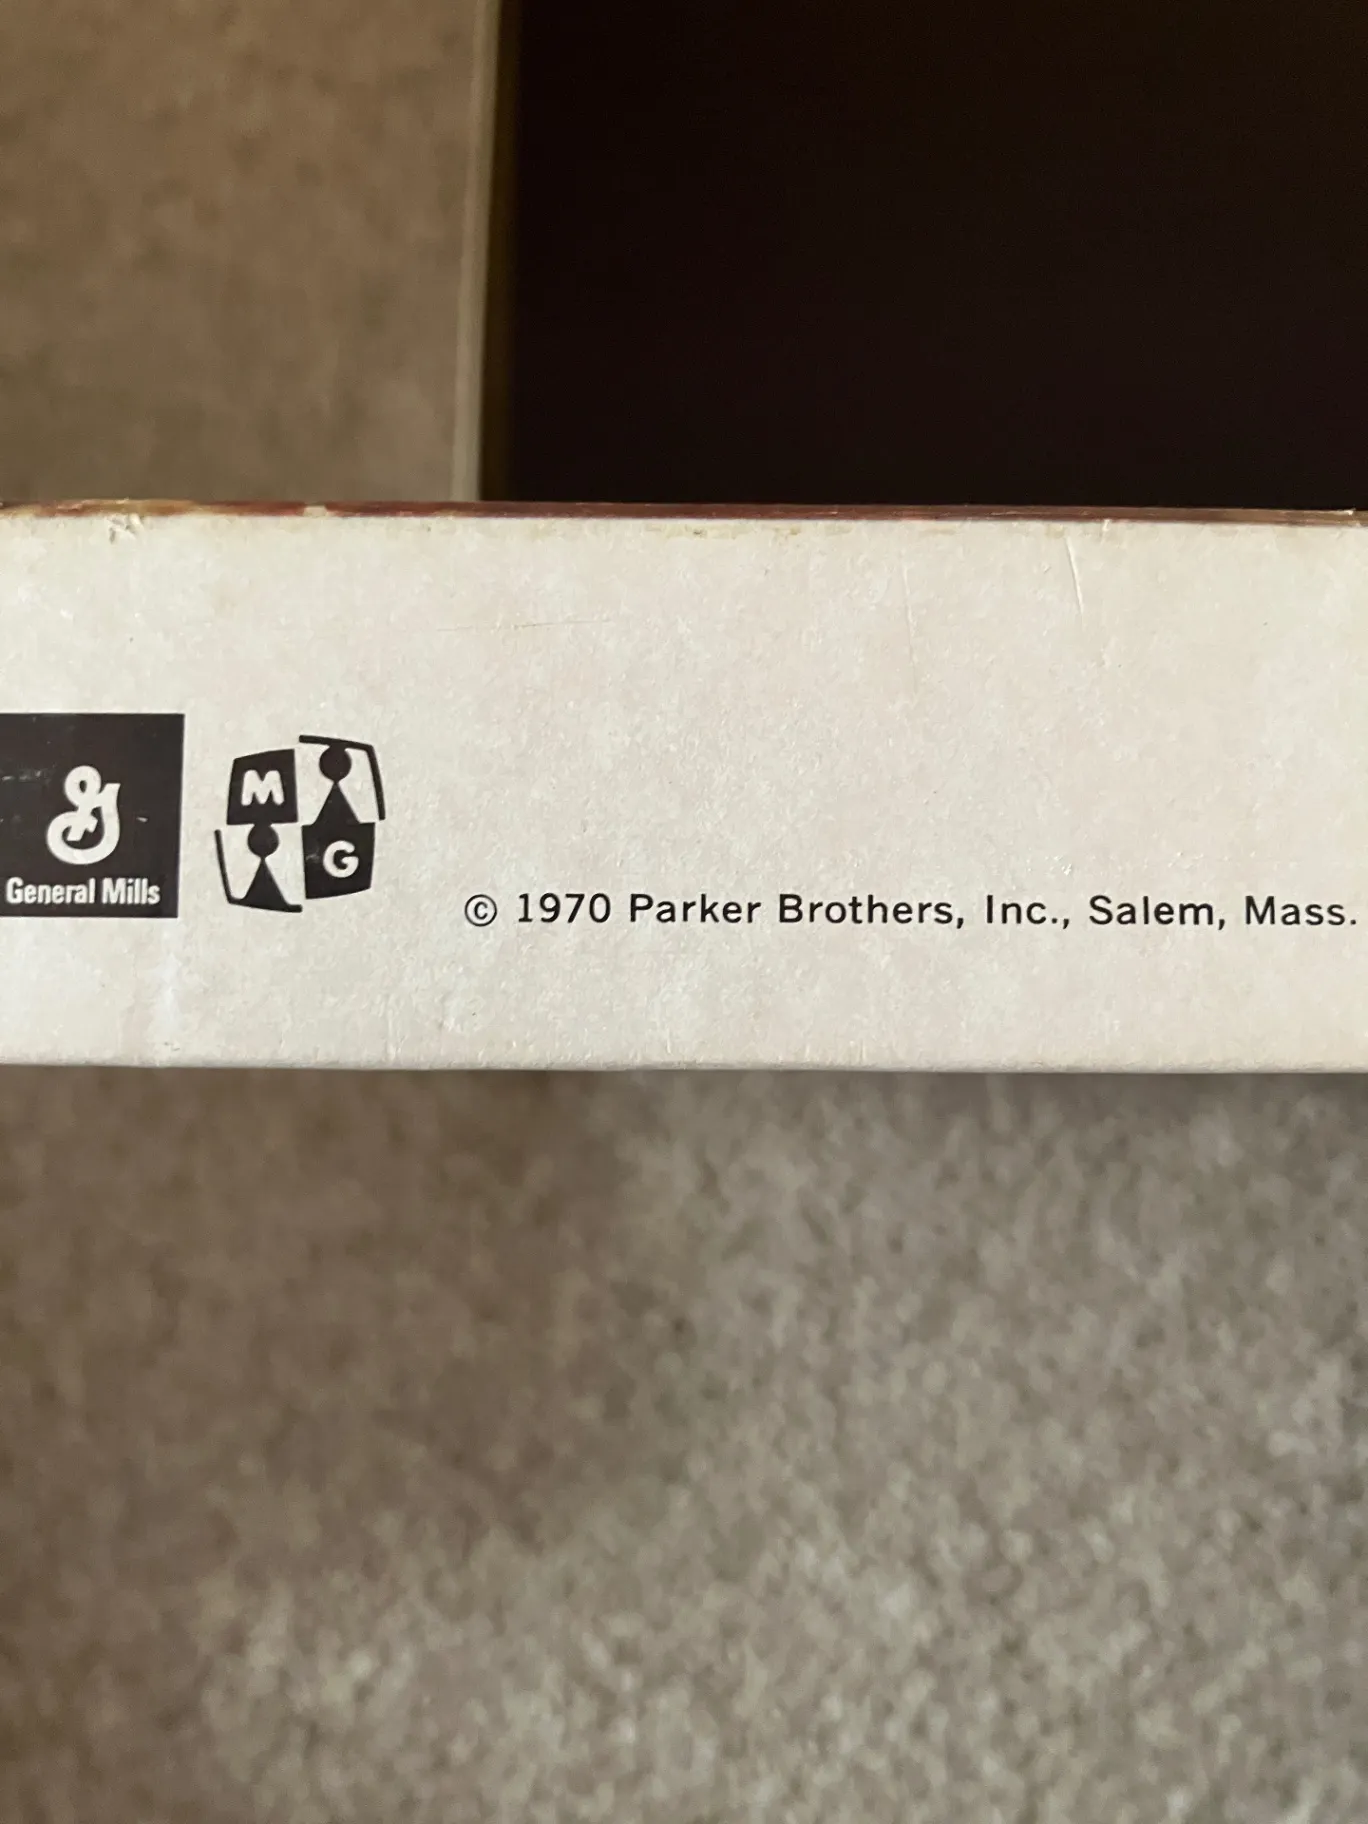 General Mills
M
G
© 1970 Parker Brothers, Inc., Salem, Mass.